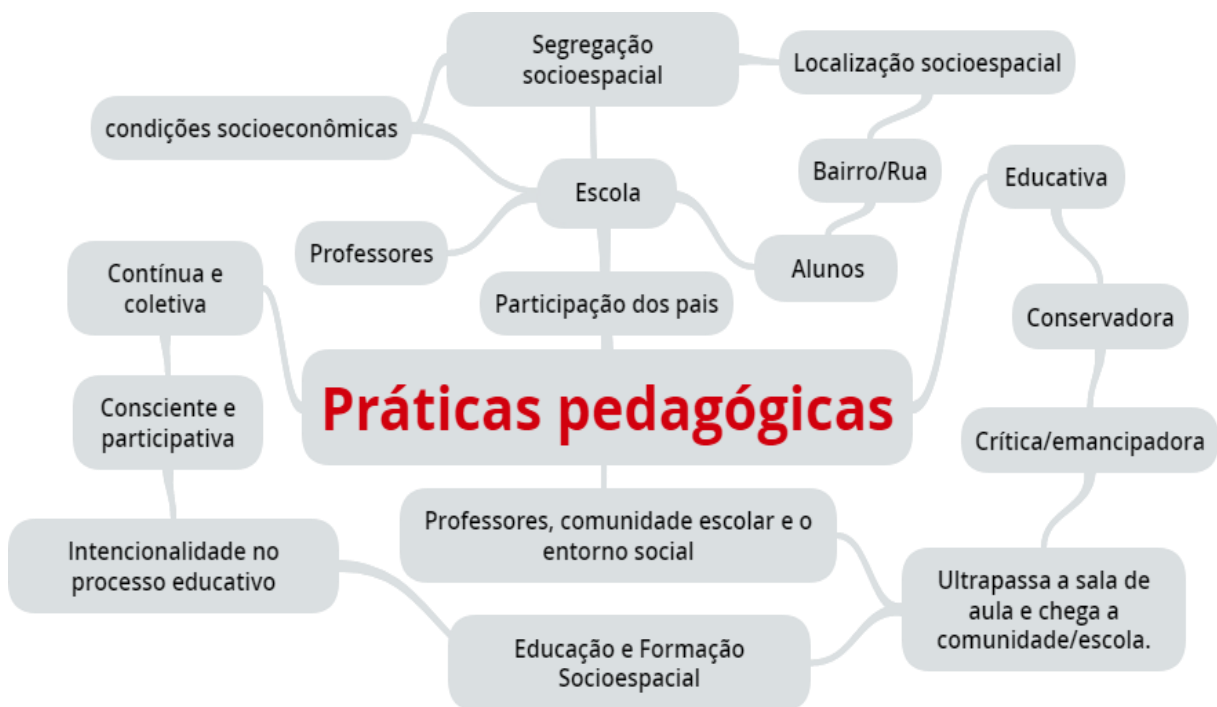 Segregação
socioespacial
Localização socioespacial
condições socioeconômicas
Bairro/Rua
Educativa
Escola
Professores
Alunos
Contínua e
coletiva
Participação dos pais
Conservadora
Práticas pedagógicas
Consciente e
participativa
Crítica/emancipadora
Professores, comunidade escolar e o
entorno social
Intencionalidade no
processo educativo
Ultrapassa a sala de
aula e chega a
comunidade/escola.
Educação e Formação
Socioespacial